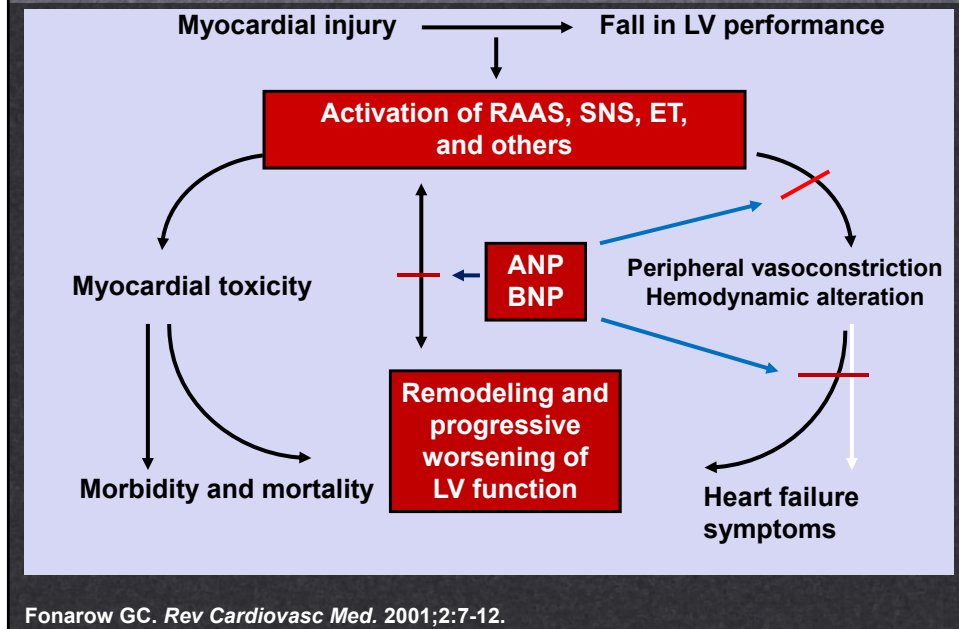 Myocardial injury
Fall in LV performance
Activation of RAAS, SNS, ET,
and others
ANP
BNP
Myocardial toxicity
Peripheral vasoconstriction
Hemodynamic alteration
Remodeling and
progressive
worsening of
LV function
Morbidity and mortality
Heart failure
symptoms
Fonarow GC. Rev Cardiovasc Med. 2001;2:7-12.